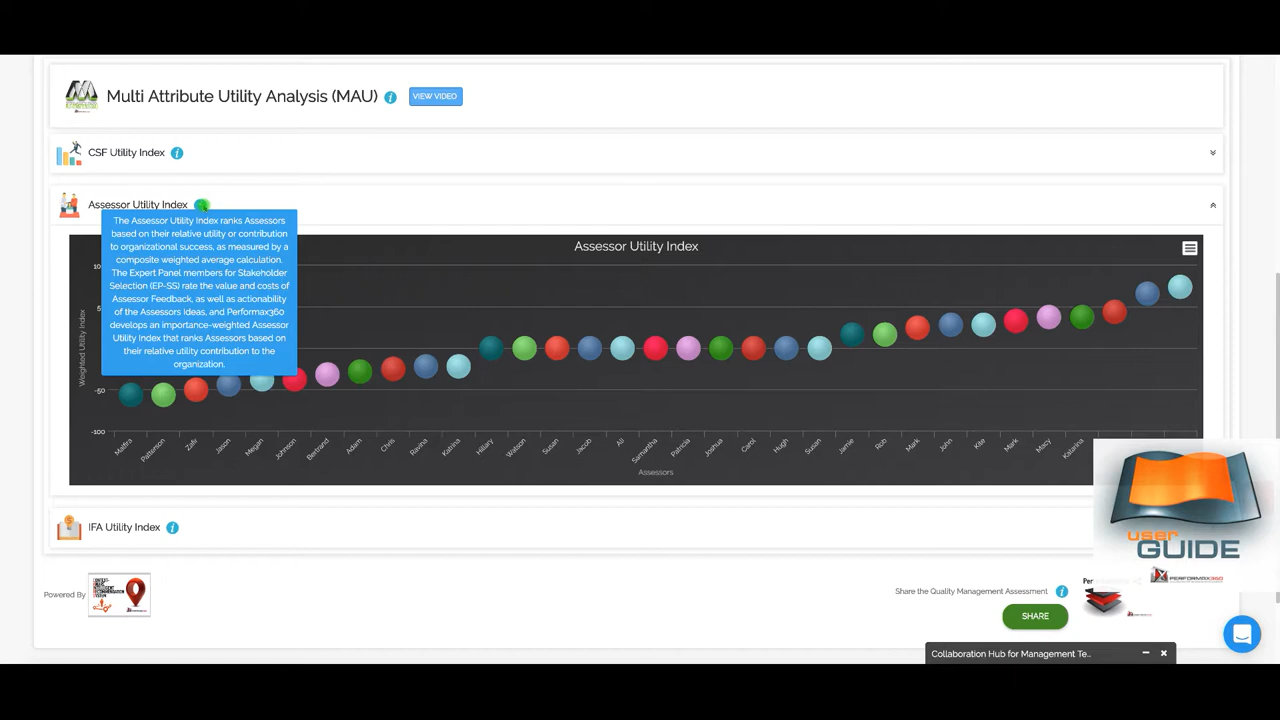 Multi Attribute Utility Analysis (MAU)
VIEW VIDEO
CSF Utility Index
Assessor Utility Index
The Assessor Utility Index ranks Assessors
based on their relative utility or contribution
to organizational success, as measured by a
composite weighted average calculation.
The Expert Panel members for Stakeholder
Selection (EP-SS) rate the value and costs of
Assessor Feedback, as well as actionability
of the Assessors Ideas, and Performax360
develops an importance-weighted Assessor
Utility Index that ranks Assessors based on
their relative utility contribution to the
organization.
Assessor Utility Index
Weighted Utility Index
-50
-100
Malfira
Patterson
Zafir
Jason
Megan
Johnson
Bertrand
Adam
Chris
Ravina
Kalina
Hillary
Watson
Susan
Jacob
Ali
Samantha
Patricia
Joshua
Carol
Hugh
Susan
Jamie
Rob
Mark
John
Kite
Mark
Macy
Katarina
Assessors
IFA Utility Index
user
GUIDE
PERFORMAX360
Powered By
Share the Quality Management Assessment
SHARE
Collaboration Hub for Management Te...